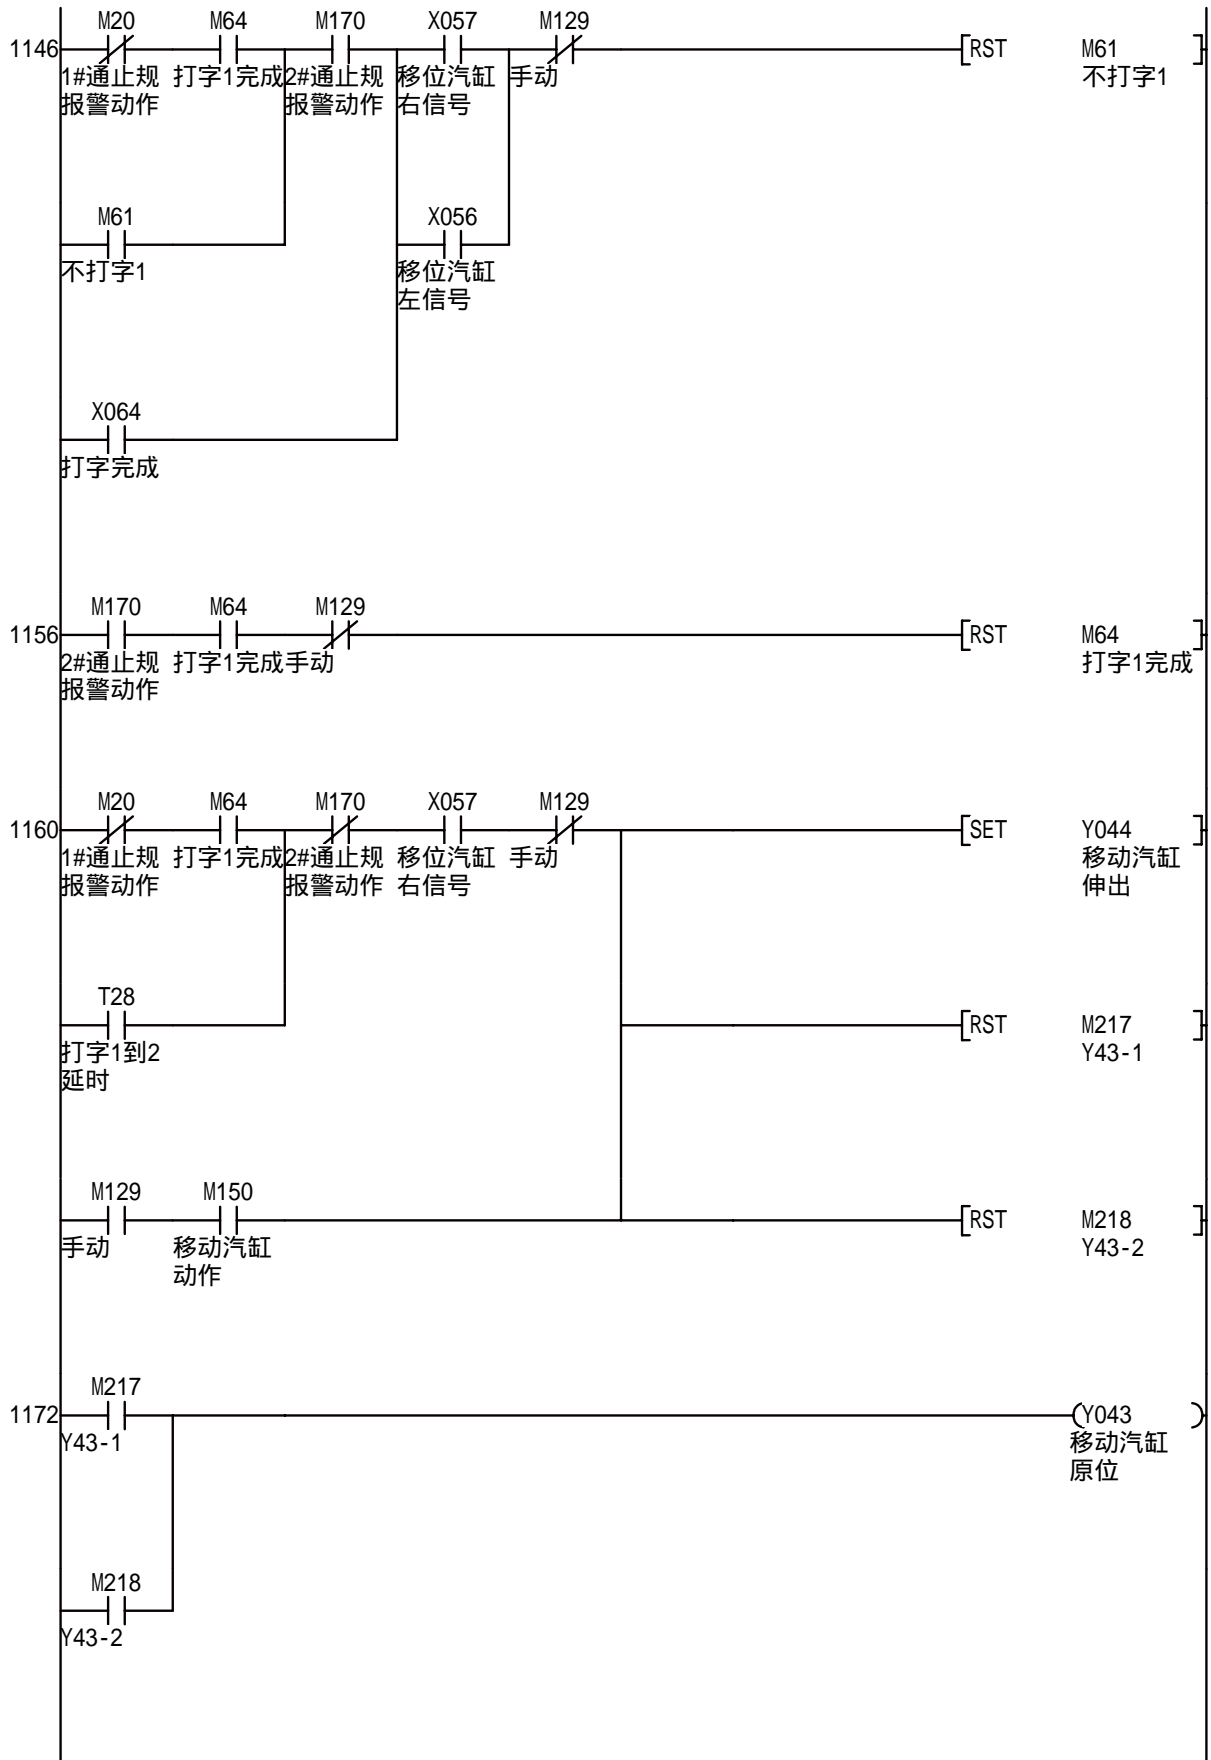 M20 M64 M170 X057 M129
1146 [RST M61 ]
1#通止规 打字1完成 2#通止规 移位汽缸 手动 不打字1
报警动作 报警动作 右信号
M61 X056
不打字1 移位汽缸
左信号
X064
打字完成
M170 M64 M129
1156 [RST M64 ]
2#通止规 打字1完成 手动 打字1完成
报警动作
M20 M64 M170 X057 M129
1160 [SET Y044 ]
1#通止规 打字1完成 2#通止规 移位汽缸 手动 移动汽缸
报警动作 报警动作 右信号 伸出
T28
[RST M217 ]
打字1到2 Y43-1
延时
M129 M150
[RST M218 ]
手动 移动汽缸 Y43-2
动作
M217
1172 (Y043 )
Y43-1 移动汽缸
原位
M218
Y43-2